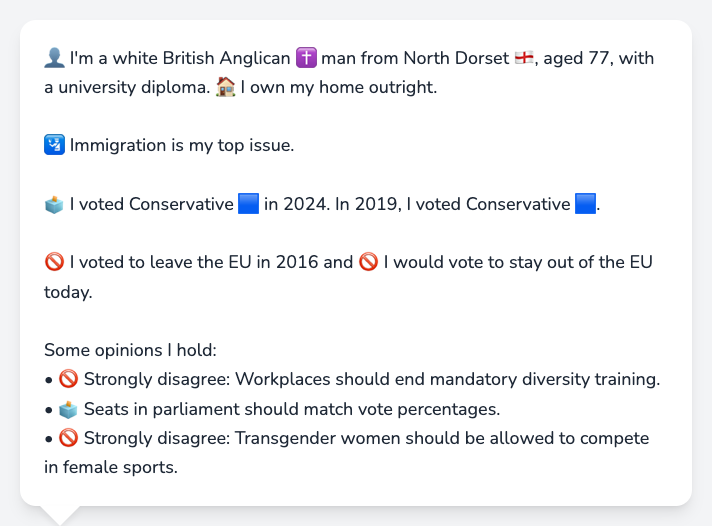 👤 I'm a white British Anglican ✝️ man from North Dorset 🏴󠁧󠁢󠁥󠁮󠁧󠁿, aged 77, with
a university diploma. 🏠 I own my home outright.
🛂 Immigration is my top issue.
🗳️ I voted Conservative 🟦 in 2024. In 2019, I voted Conservative 🟦.
🚫 I voted to leave the EU in 2016 and 🚫 I would vote to stay out of the EU
today.
Some opinions I hold:
• 🚫 Strongly disagree: Workplaces should end mandatory diversity training.
• 🗳️ Seats in parliament should match vote percentages.
• 🚫 Strongly disagree: Transgender women should be allowed to compete
in female sports.